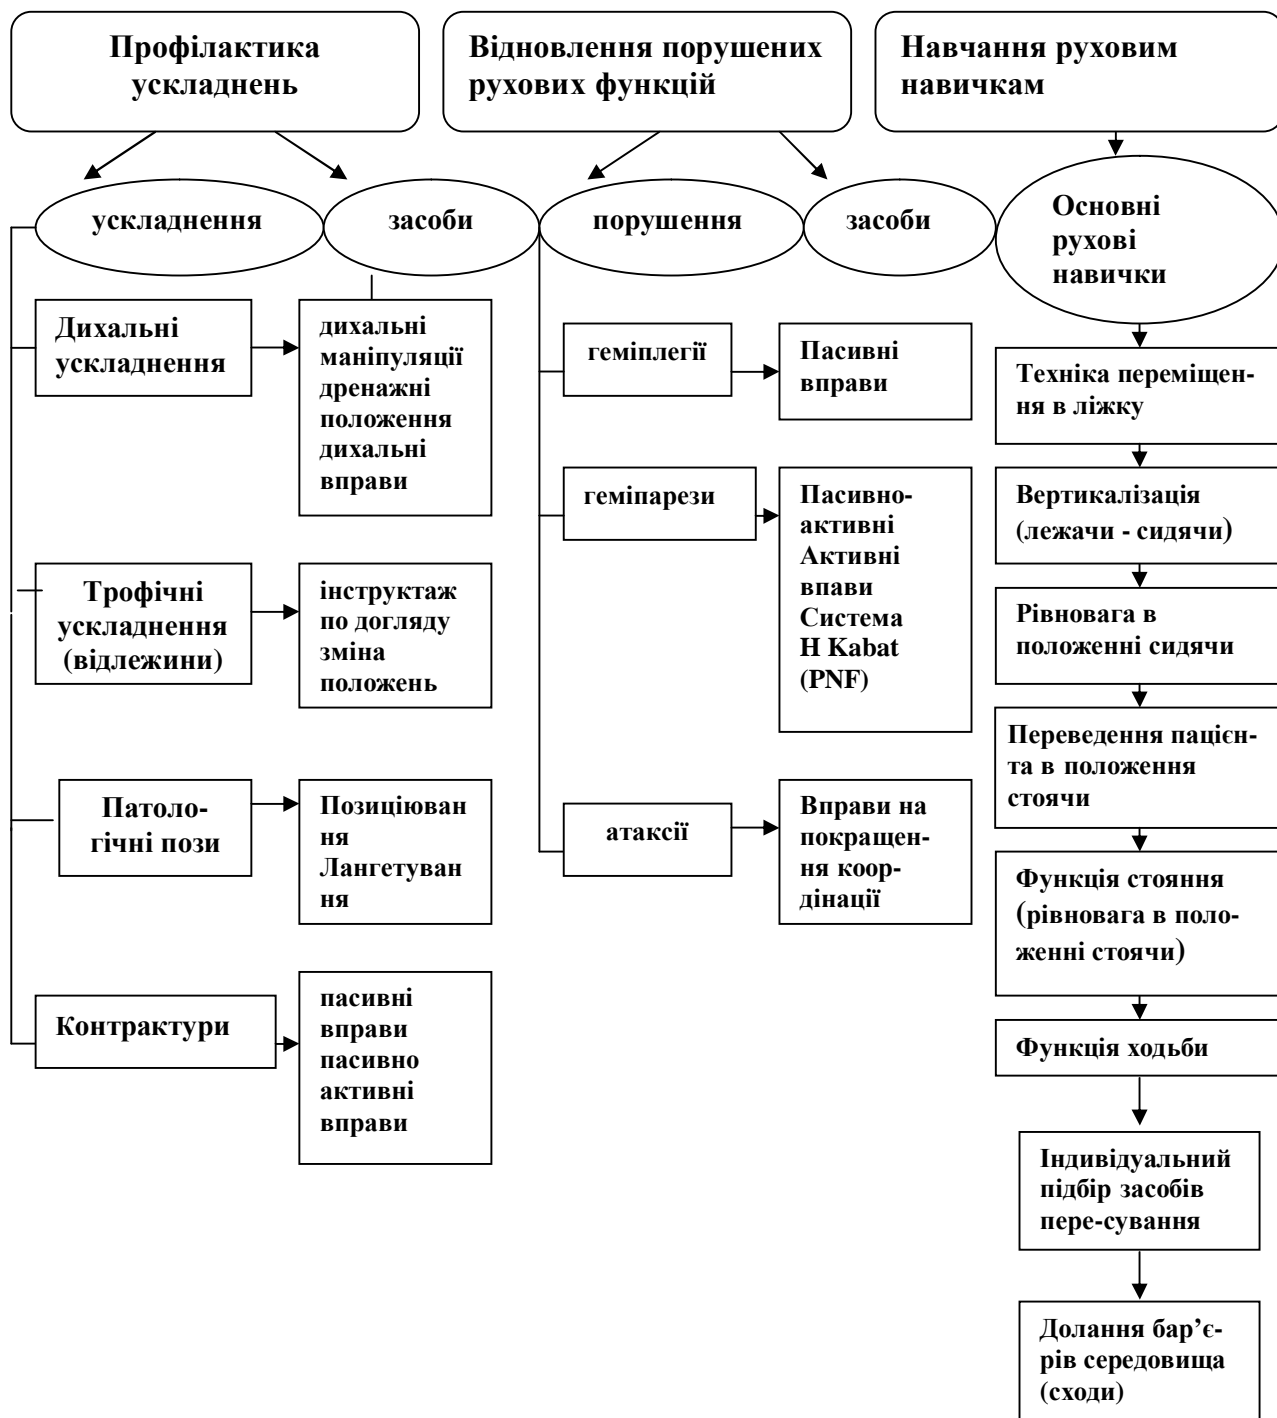 Профілактика
ускладнень
Відновлення порушених
рухових функцій
Навчання руховим
навичкам
ускладнення
засоби
порушення
засоби
Основні
рухові
навички
Дихальні
ускладнення
дихальні
маніпуляції
дренажні
положення
дихальні
вправи
Трофічні
ускладнення
(відлежини)
інструктаж
по догляду
зміна
положень
Патоло-
гічні пози
Позиціюван
ня
Лангетуван
ня
Контрактури
пасивні
вправи
пасивно
активні
вправи
геміплегії
Пасивні
вправи
геміпарези
Пасивно-
активні
Активні
впави
Система
H Kabat
(PNF)
атаксії
Вправи на
покращен-
ня коор-
дінації
Техніка переміщен-
ня в ліжку
Вертикалізація
(лежачи - сидячи)
Рівновага в
положенні сидячи
Переведення пацієн-
та в положення
стоячи
Функція стояння
(рівновага в поло-
женні стоячи)
Функція ходьби
Індивідуальний
підбір засобів
пере-сування
Долання бар’є-
рів середовища
(сходи)